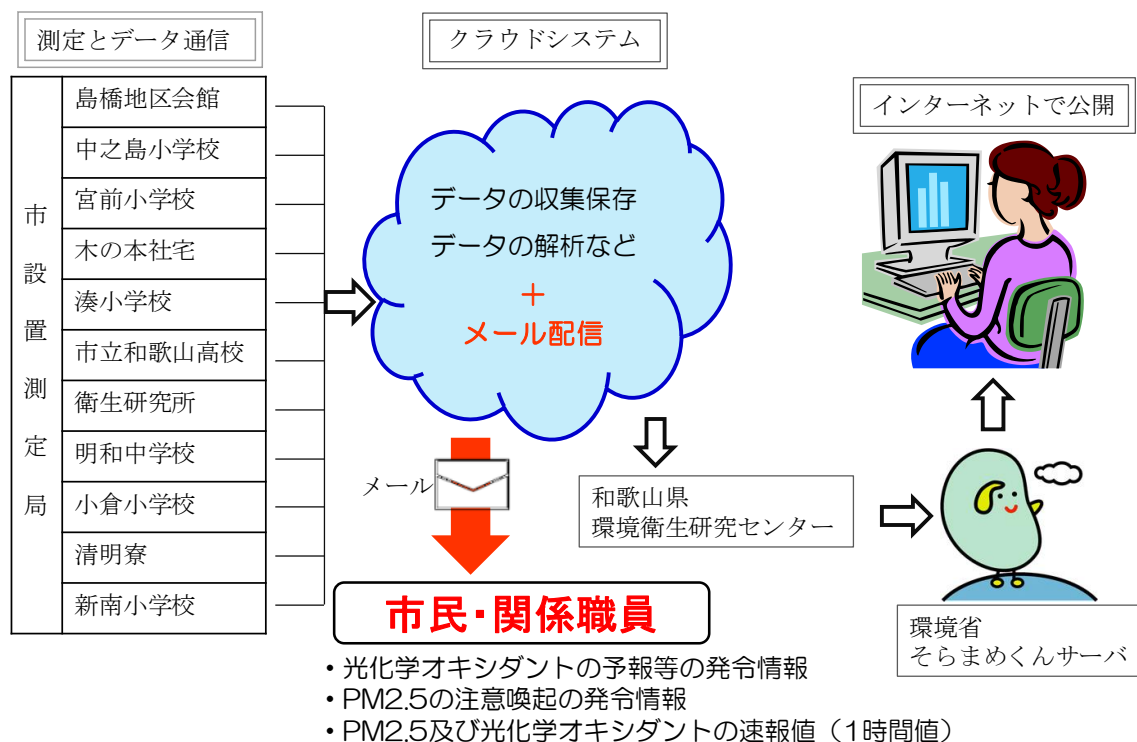 測定とデータ通信
市設置測定局
島橋地区会館
中之島小学校
宮前小学校
木の本社宅
湊小学校
市立和歌山高校
衛生研究所
明和中学校
小倉小学校
清明寮
新南小学校
クラウドシステム
データの収集保存
データの解析など
+
メール配信
メール
市民・関係職員
・光化学オキシダントの予報等の発令情報
・PM2.5の注意喚起の発令情報
・PM2.5及び光化学オキシダントの速報値（1時間値）
和歌山県
環境衛生研究センター
環境省
そらまめくんサーバ
インターネットで公開